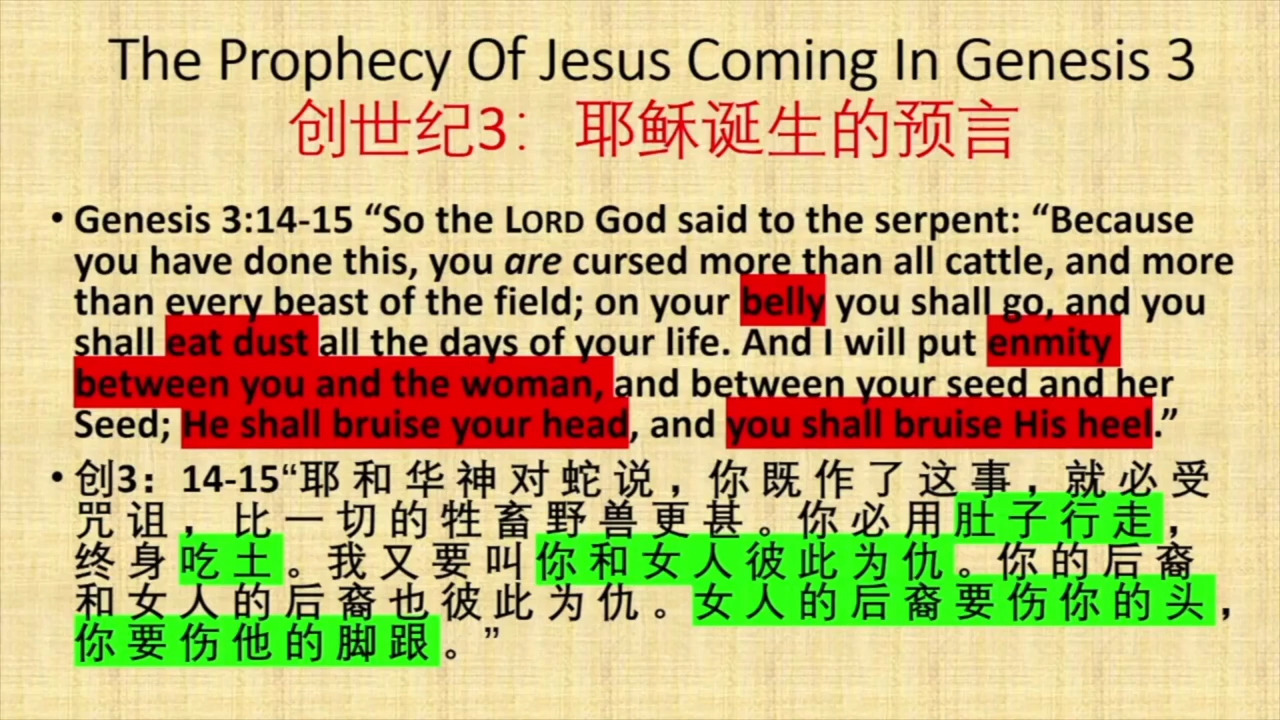 The Prophecy Of Jesus Coming In Genesis 3
创世纪3：耶稣诞生的预言
• Genesis 3:14-15 “So the LORD God said to the serpent: “Because
you have done this, you are cursed more than all cattle, and more
than every beast of the field; on your belly you shall go, and you
shall eat dust all the days of your life. And I will put enmity
between you and the woman, and between your seed and her
Seed; He shall bruise your head, and you shall bruise His heel.”
• 创3：14-15“耶和华神对蛇说，你既作了这事，就必受
咒诅，比一切的牲畜野兽更甚。你必用肚子行走，
终身吃土。我又要叫你和女人彼此为仇。你的后裔
和女人的后裔也彼此为仇。女人的后裔要伤你的头，
你要伤他的脚跟。”